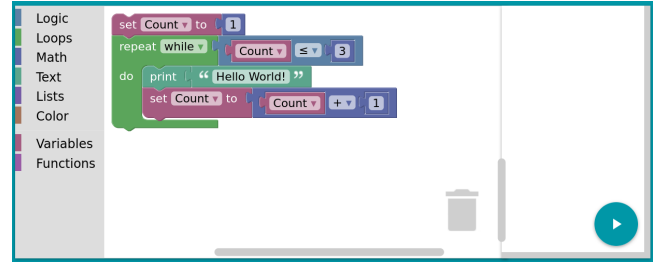 Logic
Loops
Math
Text
Lists
Color
Variables
Functions
set Count ▾ to 1
repeat while ▾ Count ▾ ≤ ▾ 3
do print “ Hello World! ”
set Count ▾ to Count ▾ + ▾ 1